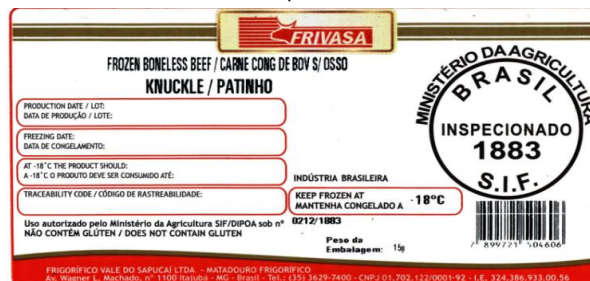 FRIVASA
FROZEN BONELESS BEEF / CARNE CONG DE BOV S/ OSSO
KNUCKLE / PATINHO
PRODUCTION DATE / LOT:
DATA DE PRODUÇÃO / LOTE:
FREEZING DATE:
DATA DE CONGELAMENTO:
AT -18°C THE PRODUCT SHOULD:
A -18°C O PRODUTO DEVE SER CONSUMIDO ATÉ:
TRACEABILITY CODE / CÓDIGO DE RASTREABILIDADE:
INDÚSTRIA BRASILEIRA
KEEP FROZEN AT
MANTENHA CONGELADO A -18°C
Uso autorizado pelo Ministério da Agricultura SIF/DIPOA sob nº 0212/1883
NÃO CONTÊM GLÚTEN / DOES NOT CONTAIN GLUTEN
Peso da
Embalagem: 15g
MINISTÉRIO DA AGRICULTURA
BRASIL
INSPECIONADO
1883
S.I.F.
7 899721 504606
FRIGORÍFICO VALE DO SAPUCAÍ LTDA - MATADOURO FRIGORÍFICO
Av. Wagner L. Machado, nº 1100 Itajubá - MG - Brasil - Tel.: (35) 3629-7400 - CNPJ 01.702.122/0001-92 - I.E. 324.386.933.00.56